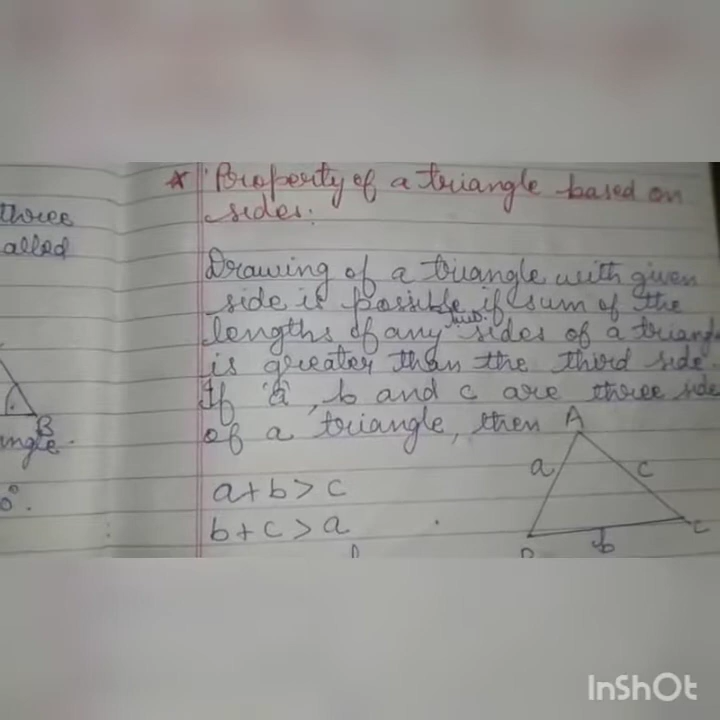 three
alled
B
ngle.
0°.
* Property of a triangle based on
sides:
Drawing of a triangle with given
side is possible if sum of the
two
lengths of any sides of a triangle
is greater than the third side.
If 'a', b and c are three side
of a triangle, then
A
a
c
b
C
a+b>c
b+c>a
InShOt